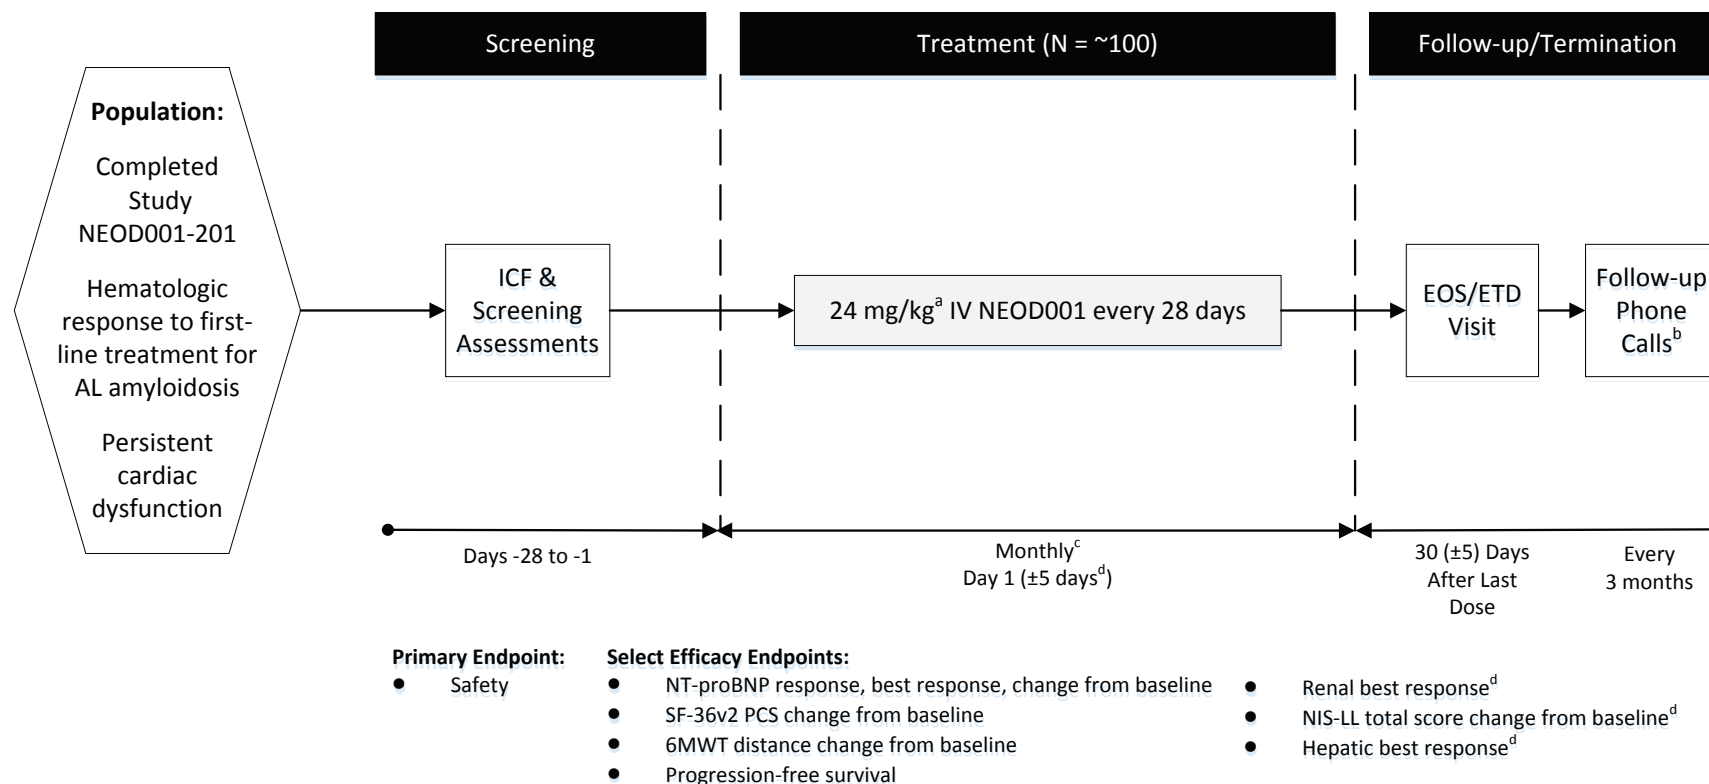 Screening
Treatment (N = ~100)
Follow-up/Termination
Population:
Completed
Study
NEOD001-201
Hematologic
response to first-
line treatment for
AL amyloidosis
Persistent
cardiac
dysfunction
ICF &
Screening
Assessments
24 mg/kgᵃ IV NEOD001 every 28 days
EOS/ETD
Visit
Follow-up
Phone
Callsᵇ
Days -28 to -1
Monthlyᶜ
Day 1 (±5 daysᵈ)
30 (±5) Days
After Last
Dose
Every
3 months
Primary Endpoint:
● Safety
Select Efficacy Endpoints:
● NT-proBNP response, best response, change from baseline
● SF-36v2 PCS change from baseline
● 6MWT distance change from baseline
● Progression-free survival
● Renal best responseᵈ
● NIS-LL total score change from baselineᵈ
● Hepatic best responseᵈ